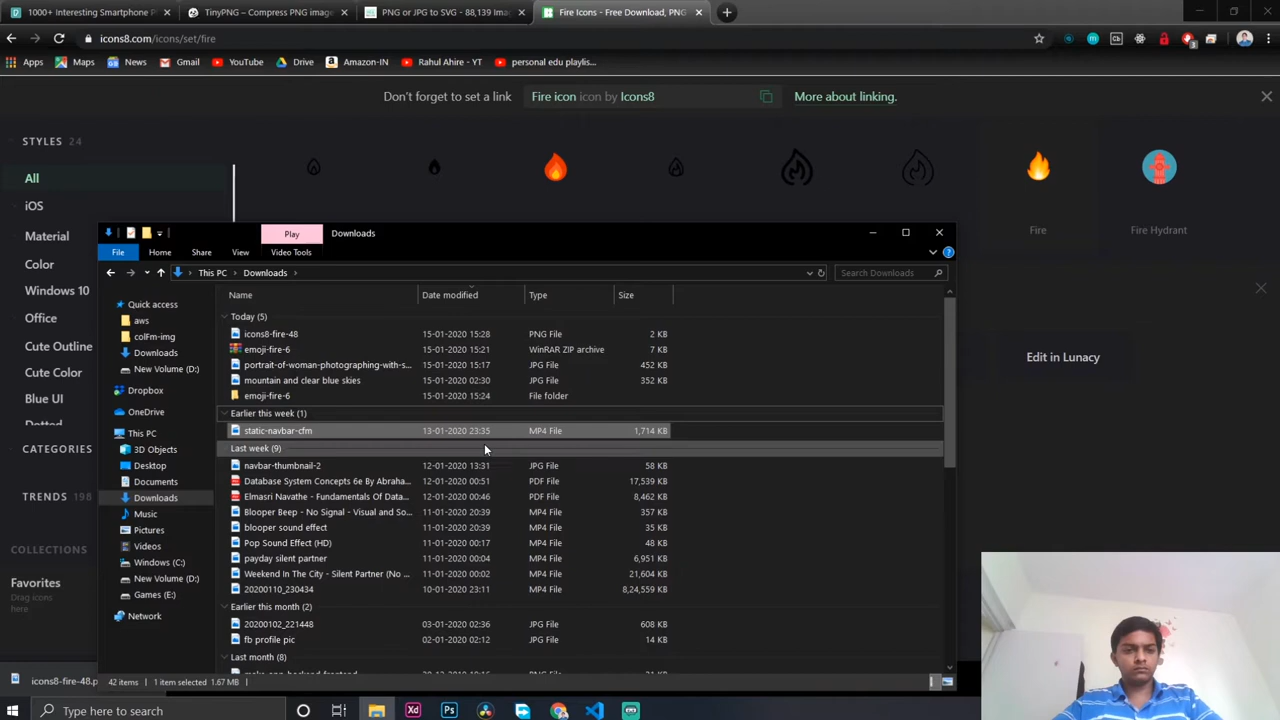 1000+ Interesting Smartphone P
TinyPNG – Compress PNG image
PNG or JPG to SVG - 88,139 Imag
Fire Icons - Free Download, PNG
icons8.com/icons/set/fire
Apps
Maps
News
Gmail
YouTube
Drive
Amazon-IN
Rahul Ahire - YT
personal edu playlis...
Don't forget to set a link
Fire icon icon by Icons8
More about linking.
STYLES 24
All
iOS
Material
Color
Windows 10
Office
Cute Outline
Cute Color
Blue UI
Dotted
CATEGORIES
TRENDS 198
COLLECTIONS
Favorites
Drag icons
here
Fire
Fire Hydrant
Edit in Lunacy
Play
Downloads
File
Home
Share
View
Video Tools
This PC
Downloads
Search Downloads
Quick access
aws
colFm-img
Downloads
New Volume (D:)
Dropbox
OneDrive
This PC
3D Objects
Desktop
Documents
Downloads
Music
Pictures
Videos
Windows (C:)
New Volume (D:)
Games (E:)
Network
Name Date modified Type Size
Today (5)
icons8-fire-48 15-01-2020 15:28 PNG File 2 KB
emoji-fire-6 15-01-2020 15:21 WinRAR ZIP archive 7 KB
portrait-of-woman-photographing-with-s... 15-01-2020 15:17 JPG File 452 KB
mountain and clear blue skies 15-01-2020 02:30 JPG File 352 KB
emoji-fire-6 15-01-2020 15:24 File folder
Earlier this week (1)
static-navbar-cfm 13-01-2020 23:35 MP4 File 1,714 KB
Last week (9)
navbar-thumbnail-2 12-01-2020 13:31 JPG File 58 KB
Database System Concepts 6e By Abraha... 12-01-2020 00:51 PDF File 17,539 KB
Elmasri Navathe - Fundamentals Of Data... 12-01-2020 00:46 PDF File 8,462 KB
Blooper Beep - No Signal - Visual and So... 11-01-2020 20:39 MP4 File 357 KB
blooper sound effect 11-01-2020 20:39 MP4 File 35 KB
Pop Sound Effect (HD) 11-01-2020 00:17 MP4 File 48 KB
payday silent partner 11-01-2020 00:04 MP4 File 6,951 KB
Weekend In The City - Silent Partner (No ... 11-01-2020 00:02 MP4 File 21,604 KB
20200110_230434 10-01-2020 23:11 MP4 File 8,24,559 KB
Earlier this month (2)
20200102_221448 03-01-2020 02:36 JPG File 608 KB
fb profile pic 02-01-2020 02:12 JPG File 14 KB
Last month (8)
42 items 1 item selected 1.67 MB
icons8-fire-48.p
Type here to search